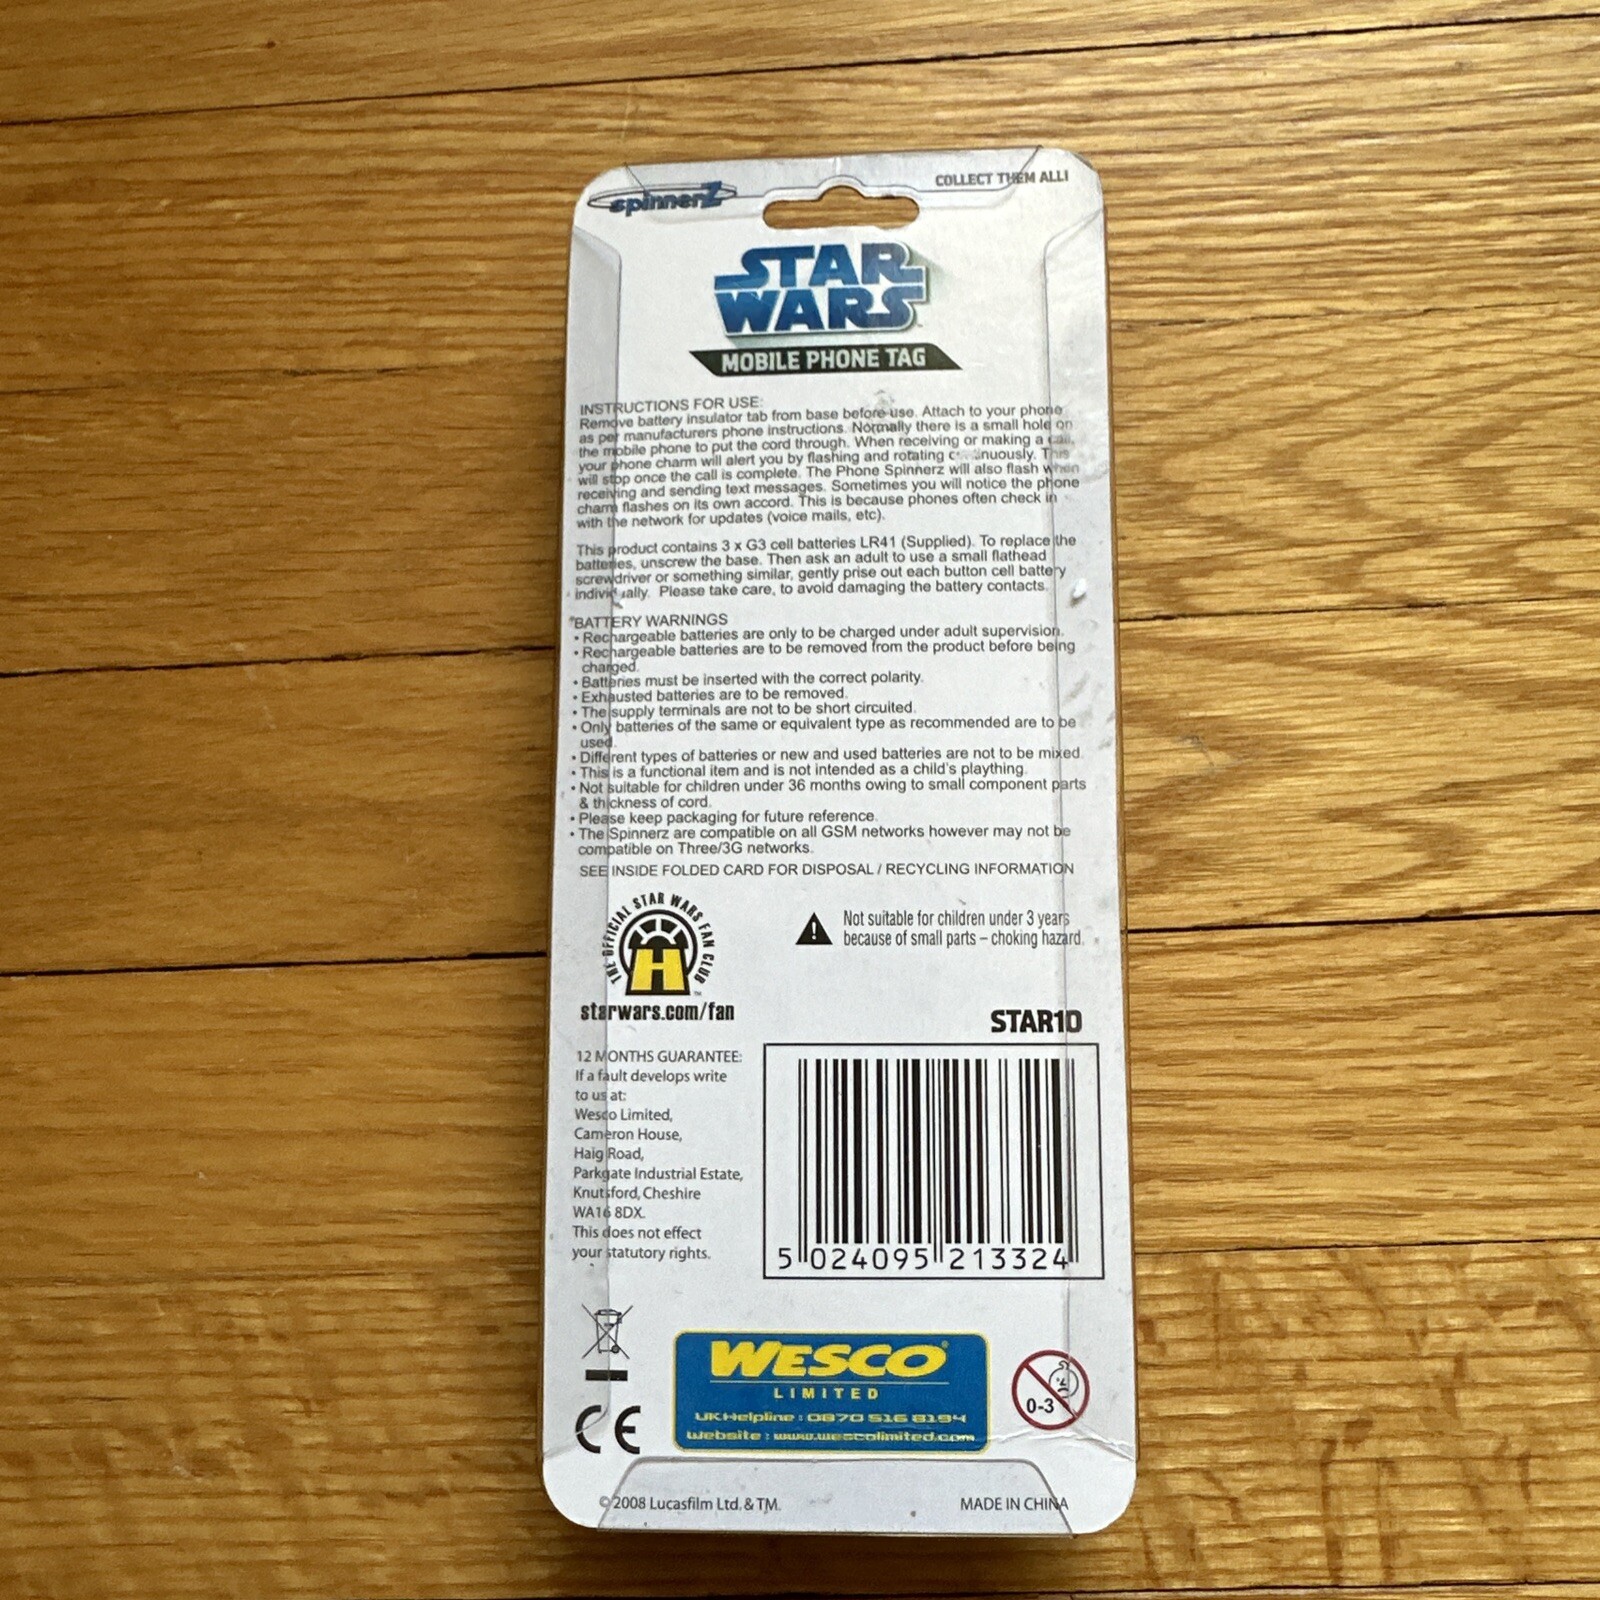 spinnerZ
COLLECT THEM ALL!
STAR
WARS
MOBILE PHONE TAG
INSTRUCTIONS FOR USE:
Remove battery insulator tab from base before use. Attach to your phone
as per manufacturers phone instructions. Normally there is a small hole on
the mobile phone to put the cord through. When receiving or making a call,
your phone charm will alert you by flashing and rotating continuously. This
will stop once the call is complete. The Phone Spinnerz will also flash when
receiving and sending text messages. Sometimes you will notice the phone
charm flashes on its own accord. This is because phones often check in
with the network for updates (voice mails, etc).
This product contains 3 x G3 cell batteries LR41 (Supplied). To replace the
batteries, unscrew the base. Then ask an adult to use a small flathead
screwdriver or something similar, gently prise out each button cell battery
individually. Please take care, to avoid damaging the battery contacts.
*BATTERY WARNINGS
• Rechargeable batteries are only to be charged under adult supervision.
• Rechargeable batteries are to be removed from the product before being
charged.
• Batteries must be inserted with the correct polarity.
• Exhausted batteries are to be removed.
• The supply terminals are not to be short circuited.
• Only batteries of the same or equivalent type as recommended are to be
used.
• Different types of batteries or new and used batteries are not to be mixed.
• This is a functional item and is not intended as a child's plaything.
• Not suitable for children under 36 months owing to small component parts
& thickness of cord.
• Please keep packaging for future reference.
• The Spinnerz are compatible on all GSM networks however may not be
compatible on Three/3G networks.
SEE INSIDE FOLDED CARD FOR DISPOSAL / RECYCLING INFORMATION
THE OFFICIAL STAR WARS FAN CLUB
H
TM
starwars.com/fan
Not suitable for children under 3 years
because of small parts – choking hazard.
STAR10
12 MONTHS GUARANTEE:
If a fault develops write
to us at:
Wesco Limited,
Cameron House,
Haig Road,
Parkgate Industrial Estate,
Knutsford, Cheshire
WA16 8DX.
This does not effect
your statutory rights.
5 024095 213324
WESCO®
LIMITED
UK Helpline : 0870 516 8194
Website : www.wescolimited.com
0-3
CE
© 2008 Lucasfilm Ltd. & TM.
MADE IN CHINA